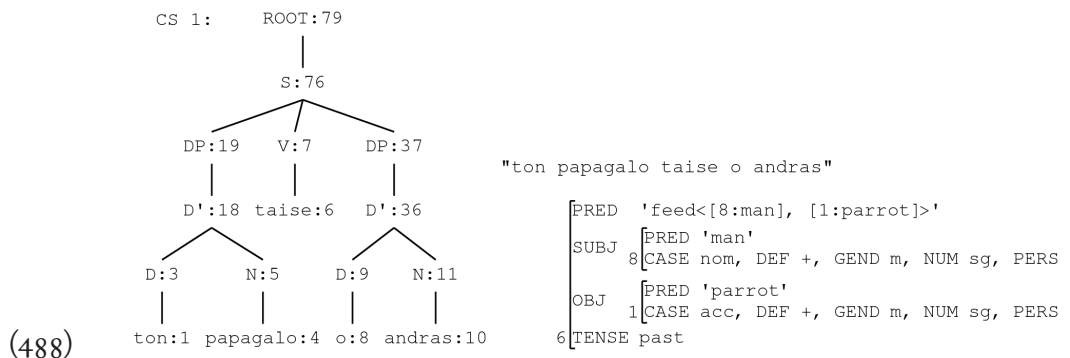 CS 1: ROOT:79
S:76
DP:19 V:7 DP:37
"ton papagalo taise o andras"
D':18 taise:6 D':36
PRED 'feed<[8:man], [1:parrot]>'
PRED 'man'
SUBJ
8 CASE nom, DEF +, GEND m, NUM sg, PERS
D:3 N:5 D:9 N:11
PRED 'parrot'
OBJ
1 CASE acc, DEF +, GEND m, NUM sg, PERS
(488) ton:1 papagalo:4 o:8 andras:10 6 TENSE past